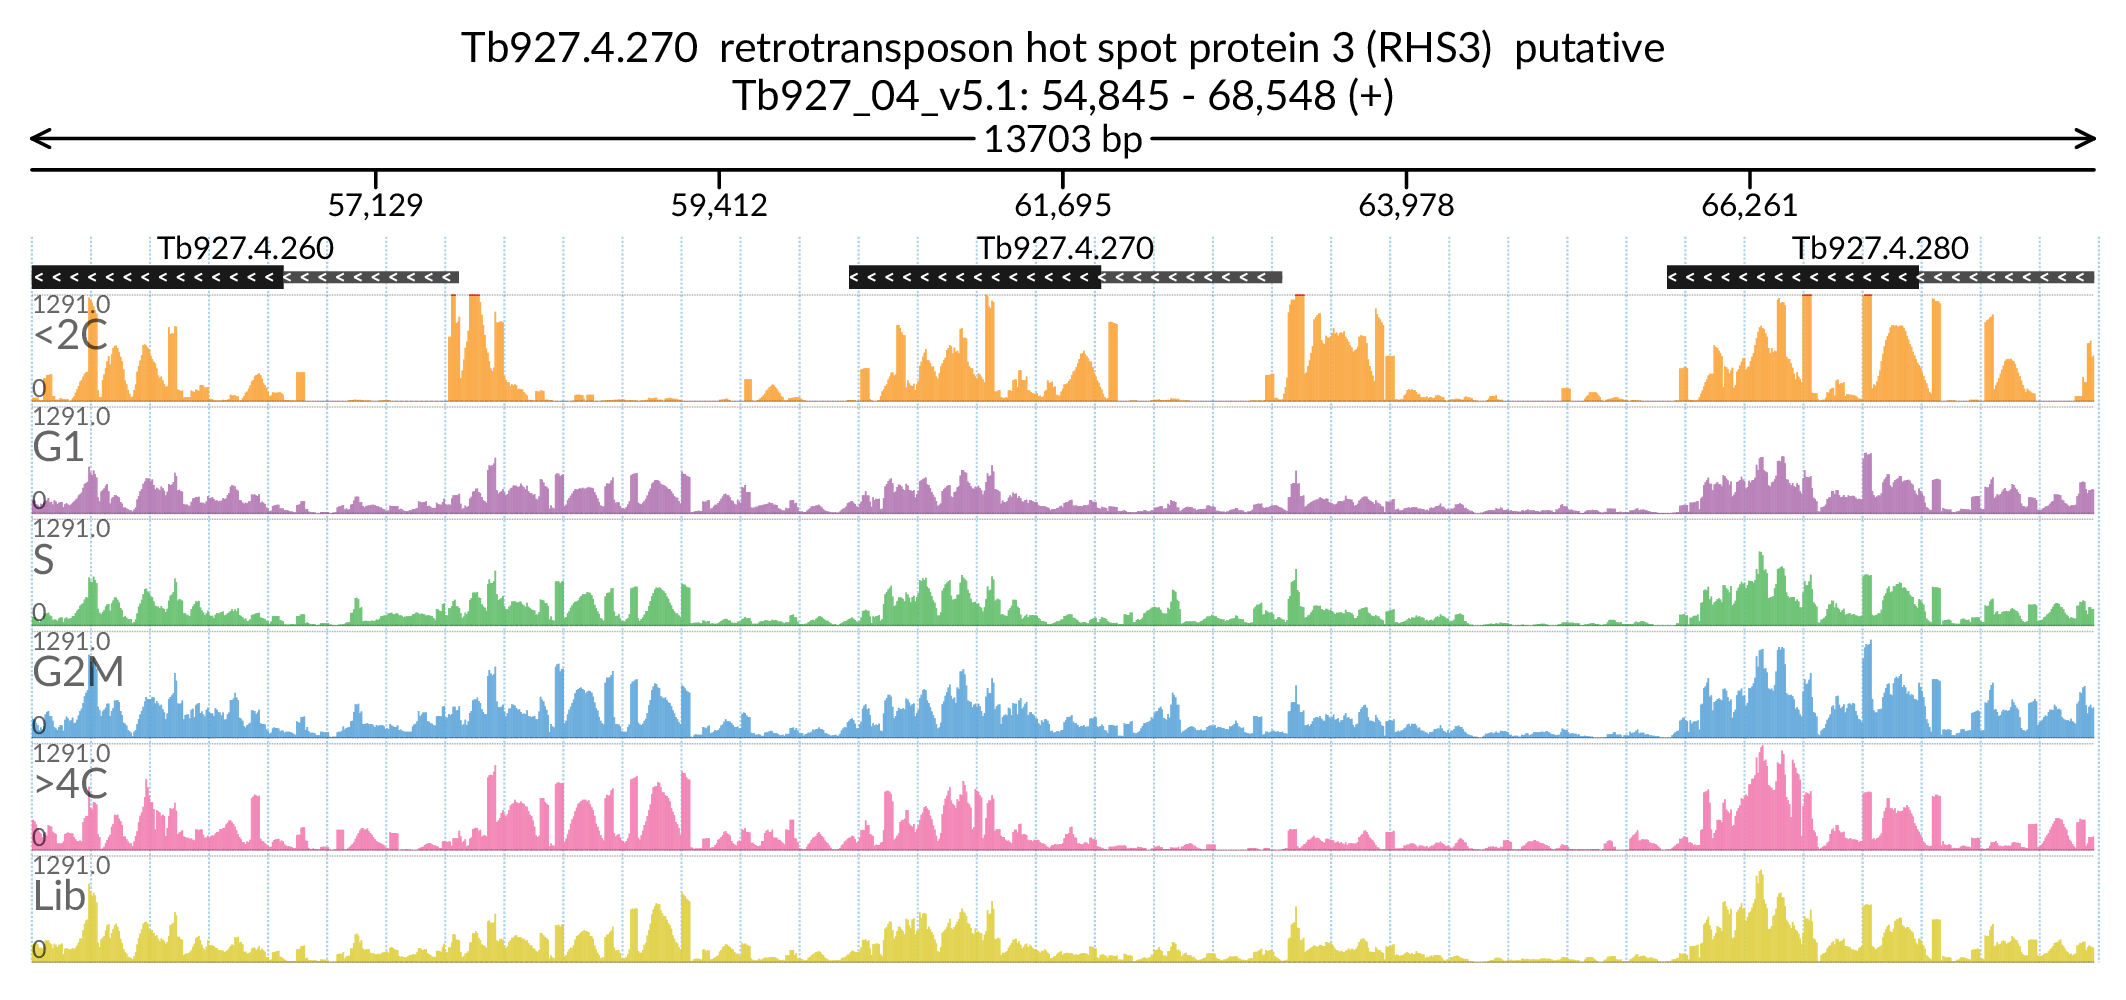 Tb927.4.270 retrotransposon hot spot protein 3 (RHS3) putative
Tb927_04_v5.1: 54,845 - 68,548 (+)
13703 bp
57,129 59,412 61,695 63,978 66,261
Tb927.4.260 Tb927.4.270 Tb927.4.280
1291.0
<2C
0
1291.0
G1
0
1291.0
S
0
1291.0
G2M
0
1291.0
>4C
0
1291.0
Lib
0